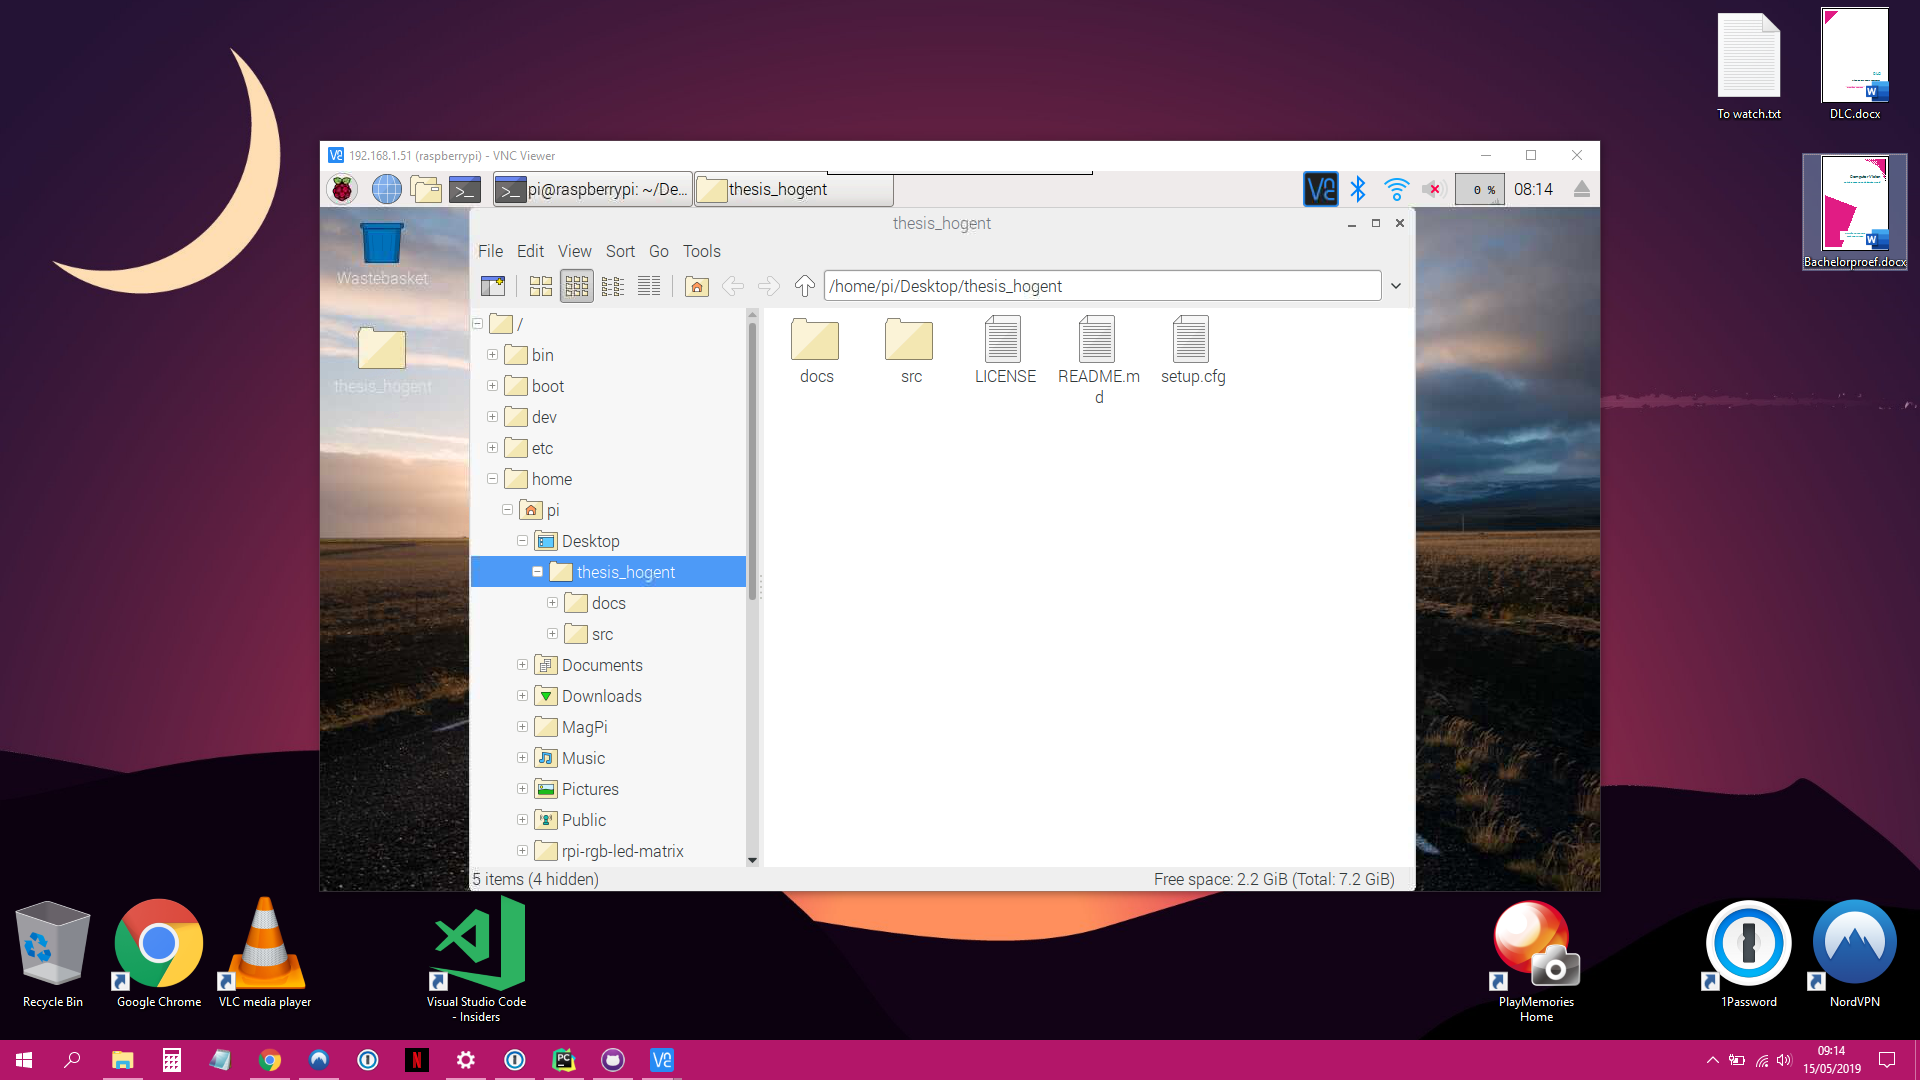 To watch.txt
DLC.docx
Computer Vision
Bachelorproef.docx
192.168.1.51 (raspberrypi) - VNC Viewer
pi@raspberrypi: ~/De...
thesis_hogent
0 %
08:14
thesis_hogent
File Edit View Sort Go Tools
/home/pi/Desktop/thesis_hogent
Wastebasket
thesis_hogent
/
bin
boot
dev
etc
home
pi
Desktop
thesis_hogent
docs
src
Documents
Downloads
MagPi
Music
Pictures
Public
rpi-rgb-led-matrix
docs
src
LICENSE
README.m
d
setup.cfg
5 items (4 hidden)
Free space: 2.2 GiB (Total: 7.2 GiB)
Recycle Bin
Google Chrome
VLC media player
Visual Studio Code
- Insiders
PlayMemories
Home
1Password
NordVPN
09:14
15/05/2019